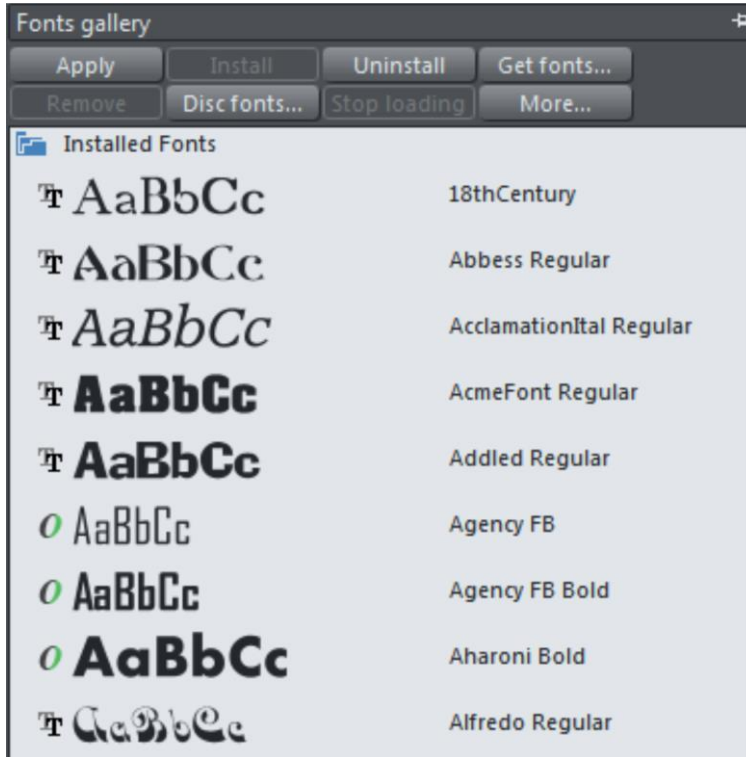 Fonts gallery
Apply Install Uninstall Get fonts...
Remove Disc fonts... Stop loading More...
Installed Fonts
AaBbCc 18thCentury
AaBbCc Abbess Regular
AaBbCc AcclamationItal Regular
AaBbCc AcmeFont Regular
AaBbCc Addled Regular
AaBbCc Agency FB
AaBbCc Agency FB Bold
AaBbCc Aharoni Bold
AaBbCc Alfredo Regular